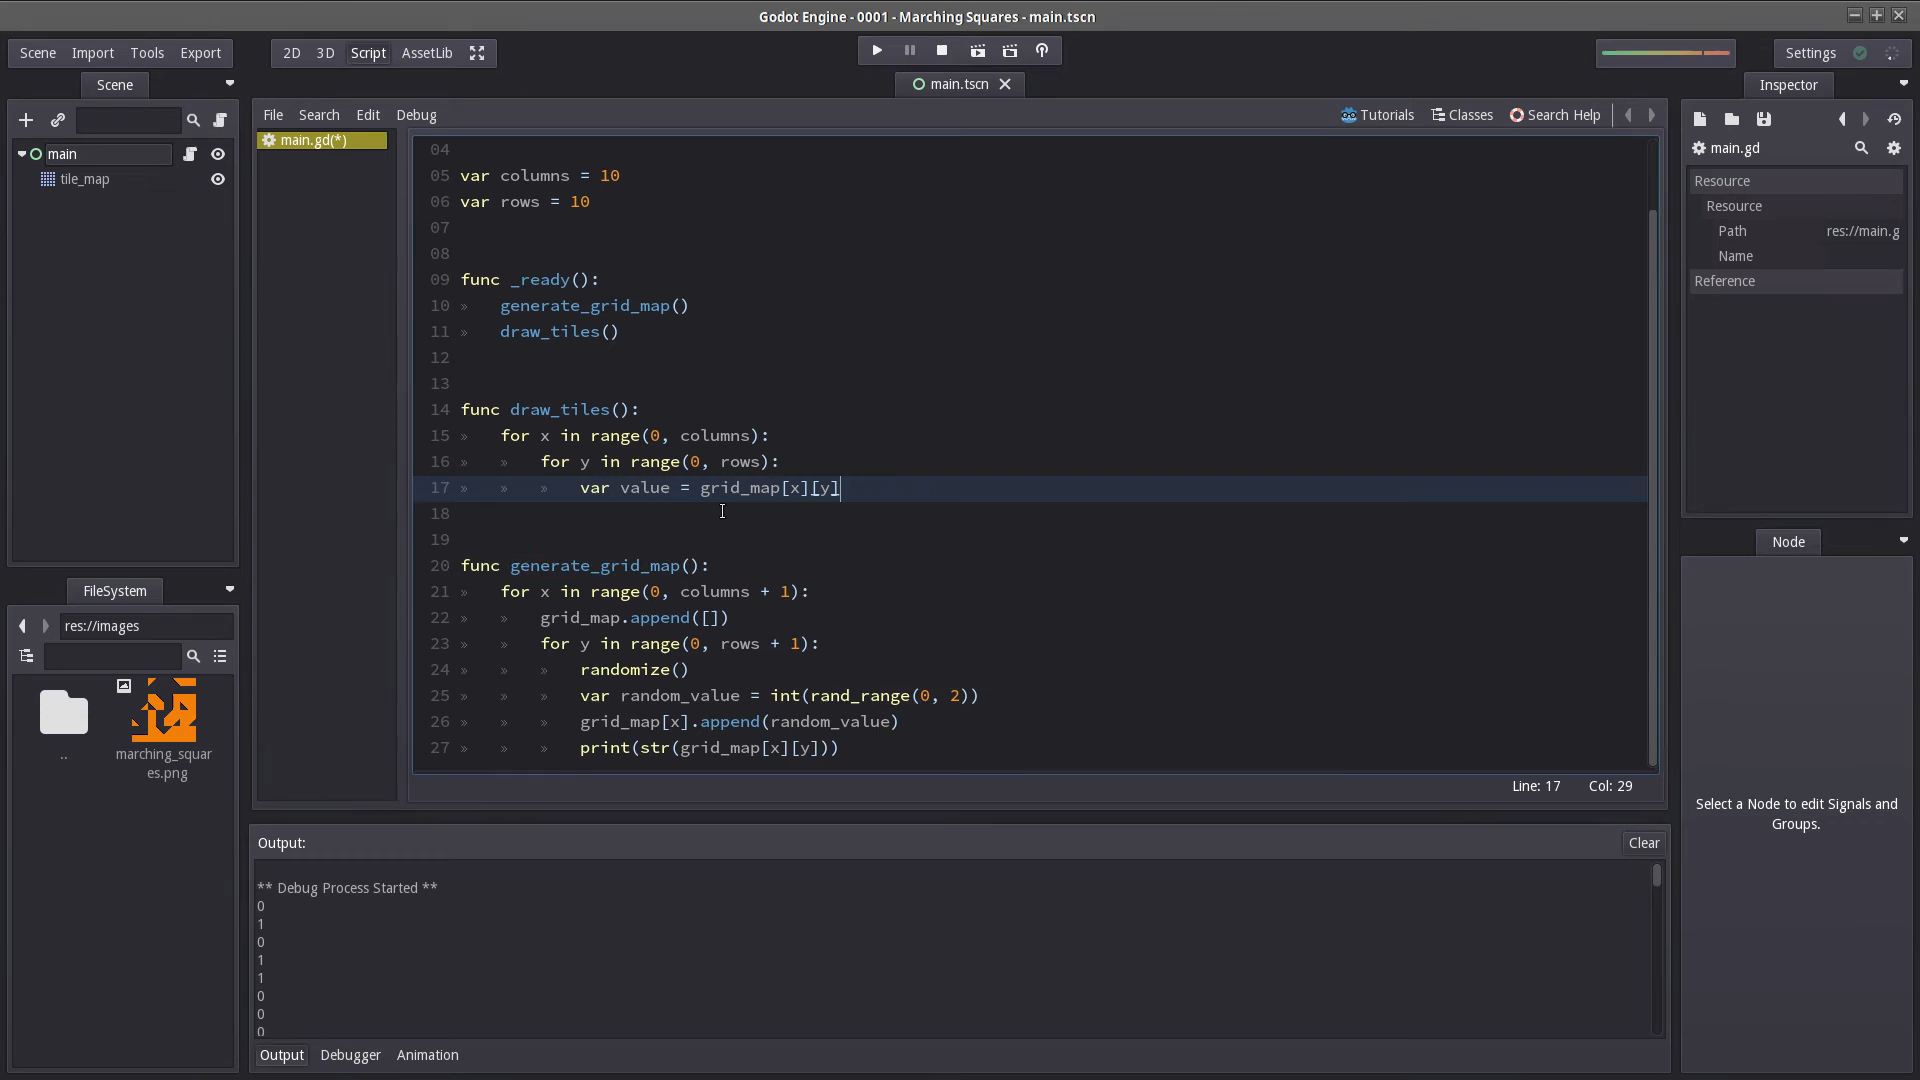 Godot Engine - 0001 - Marching Squares - main.tscn
Scene Import Tools Export
2D 3D Script AssetLib
Settings
Scene
main.tscn
Inspector
File Search Edit Debug
Tutorials Classes Search Help
main
tile_map
main.gd(*)
04
05 var columns = 10
06 var rows = 10
07
08
09 func _ready():
10 » generate_grid_map()
11 » draw_tiles()
12
13
14 func draw_tiles():
15 » for x in range(0, columns):
16 » » for y in range(0, rows):
17 » » » var value = grid_map[x][y]
18
19
20 func generate_grid_map():
21 » for x in range(0, columns + 1):
22 » » grid_map.append([])
23 » » for y in range(0, rows + 1):
24 » » » randomize()
25 » » » var random_value = int(rand_range(0, 2))
26 » » » grid_map[x].append(random_value)
27 » » » print(str(grid_map[x][y]))
Line: 17 Col: 29
main.gd
Resource
Resource
Path res://main.g
Name
Reference
Node
Select a Node to edit Signals and
Groups.
FileSystem
res://images
..
marching_squar
es.png
Output:
Clear
** Debug Process Started **
0
1
0
1
1
0
0
0
Output Debugger Animation